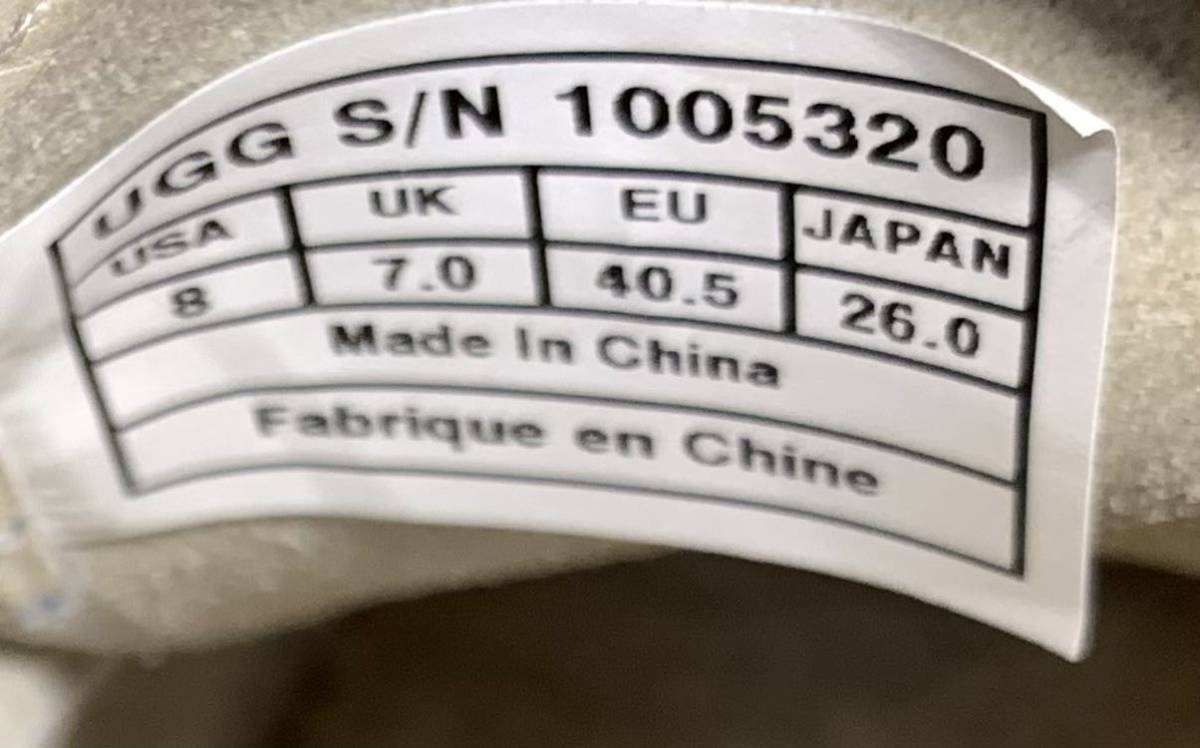 UGG S/N 1005320
USA UK EU JAPAN
8 7.0 40.5 26.0
Made In China
Fabrique en Chine